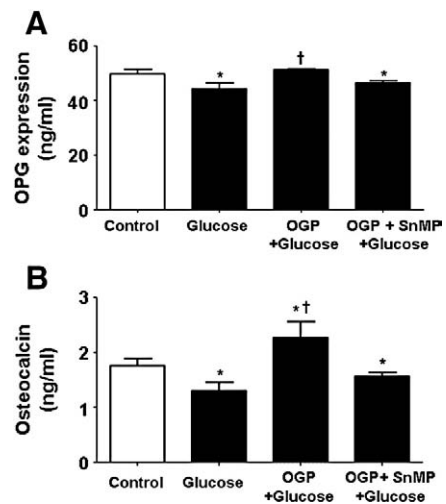 A
OPG expression
(ng/ml)
60
40
20
0
*
†
*
Control
Glucose
OGP
+Glucose
OGP + SnMP
+Glucose
B
Osteocalcin
(ng/ml)
3
2
1
0
*
*†
*
Control
Glucose
OGP
+Glucose
OGP+ SnMP
+Glucose